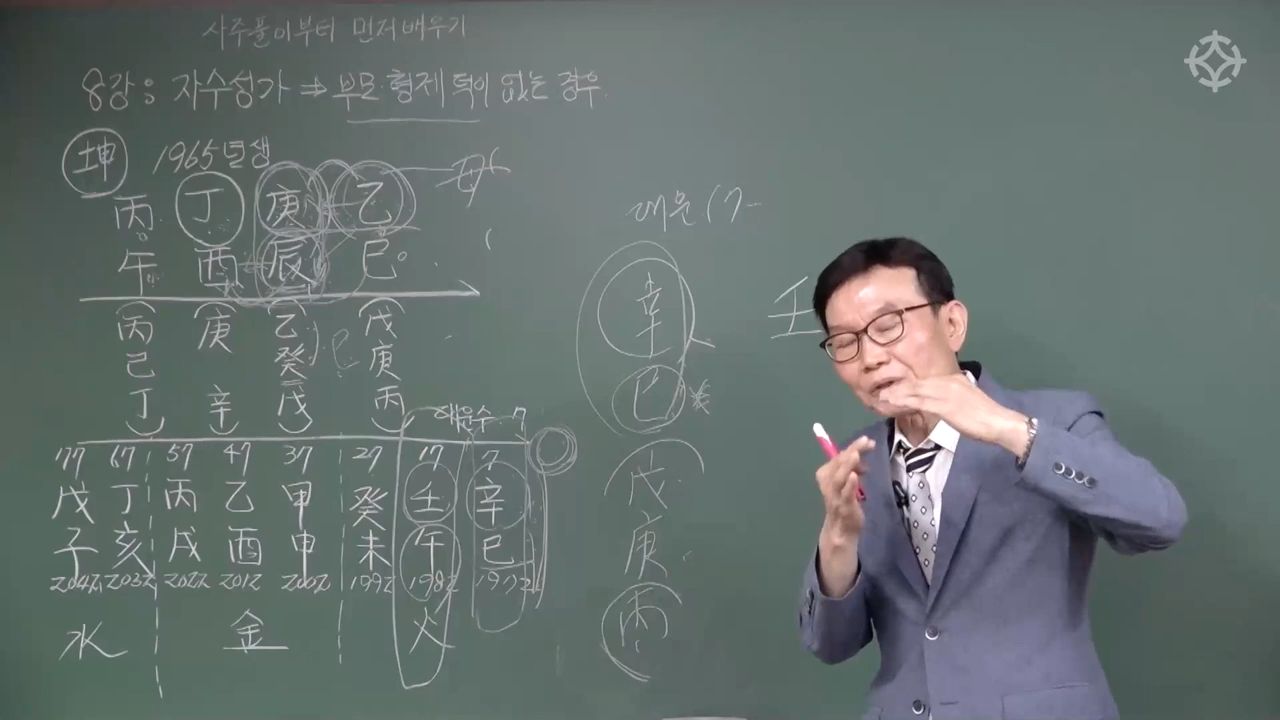 사주풀이부터 먼저배우기
8강: 자수성가 ⇒ 부모 형제 덕이 없는 경우
坤 1965년생
丙 丁 庚 乙 母
午 酉 辰 巳
丙 庚 乙 戊
己 癸 庚
丁 辛 戊 丙
대운수 7
77 67 57 47 37 27 17 7
戊 丁 丙 乙 甲 癸 壬 辛
子 亥 戌 酉 申 未 午 巳
2042 2032 2022 2012 2002 1992 1982 1972
水 金 火
대운 17
辛 壬
巳
戊
庚
丙